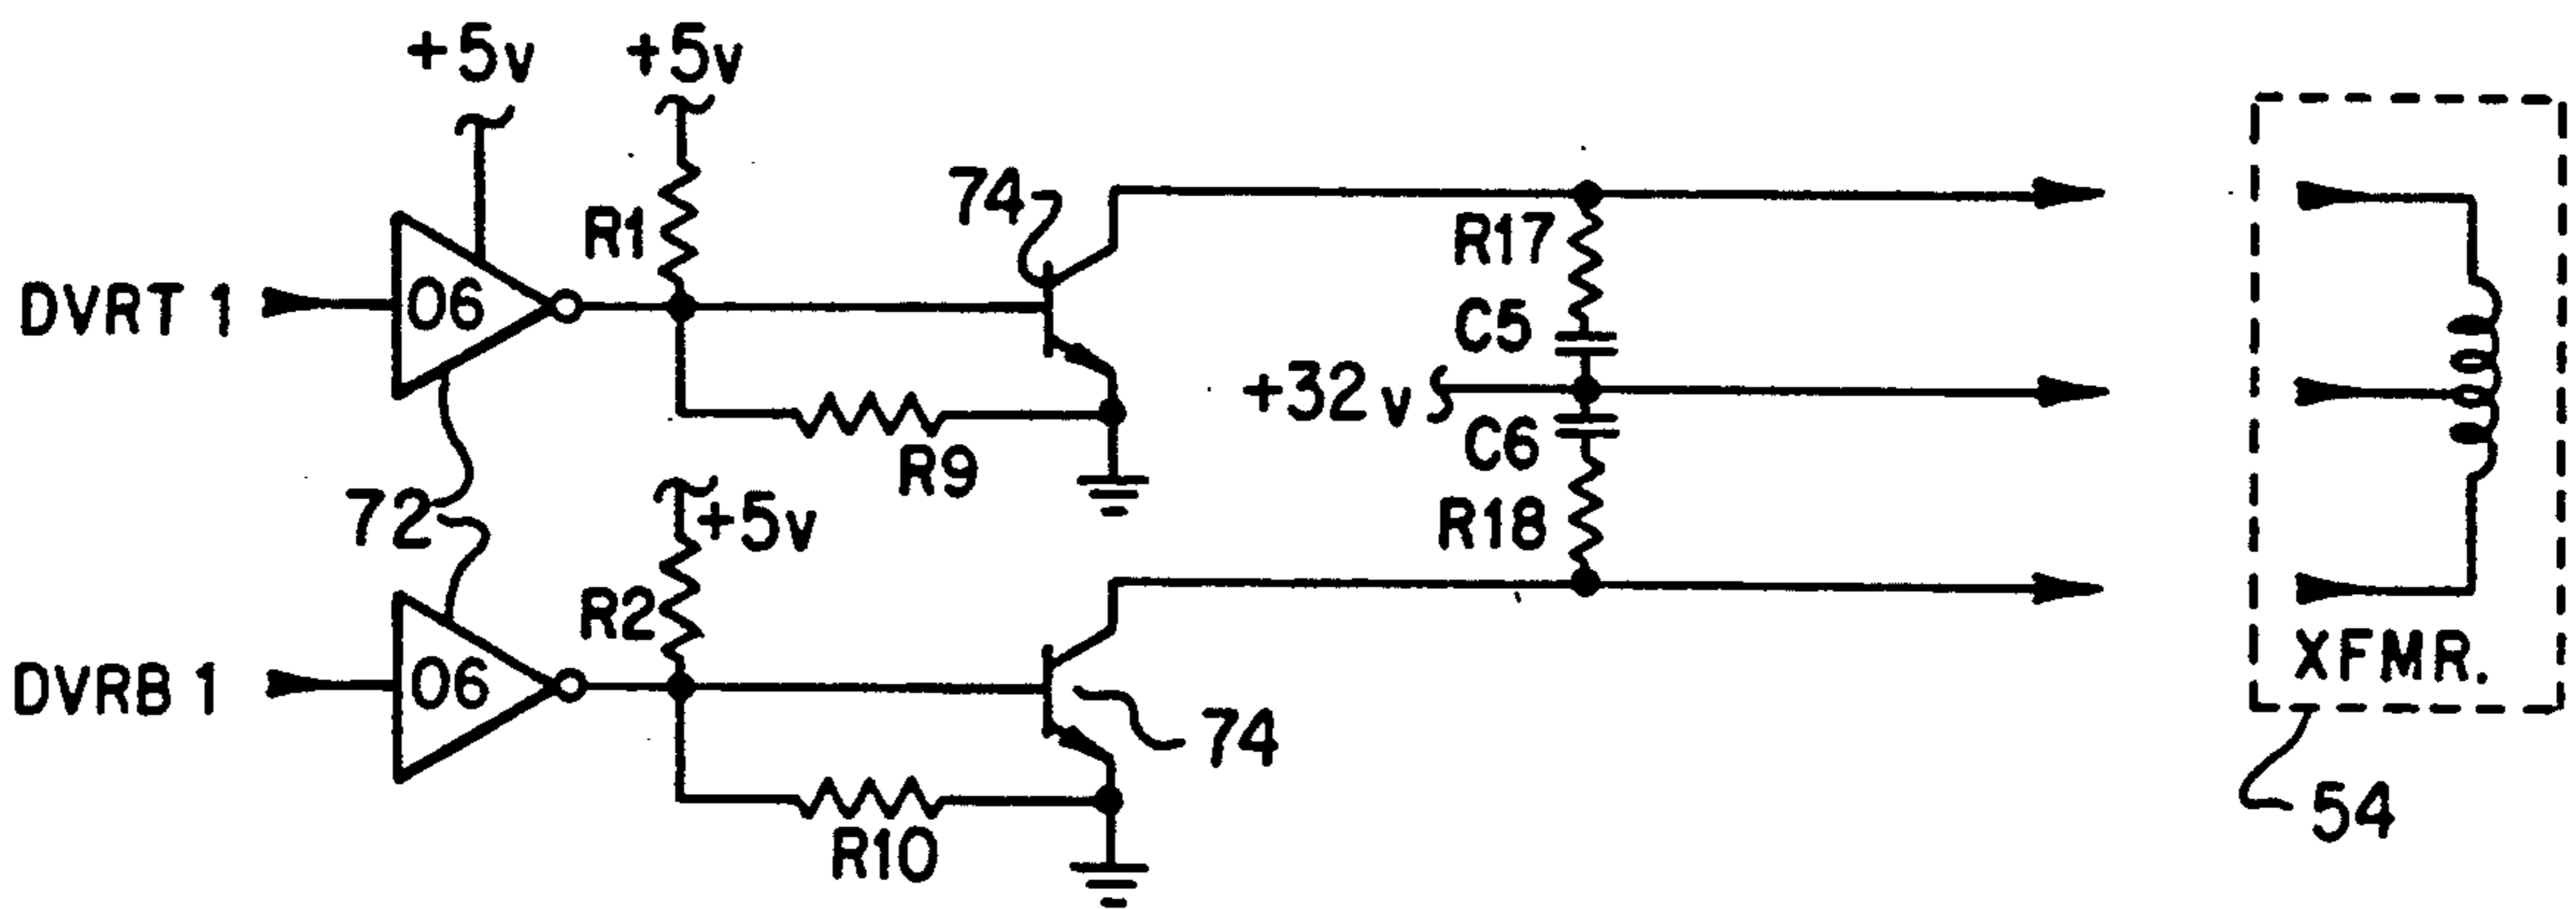 +5v
+5v
74
R1
R17
DVRT 1
06
C5
+32v
R9
C6
72
+5v
R18
R2
XFMR.
DVRB 1
06
74
54
R10